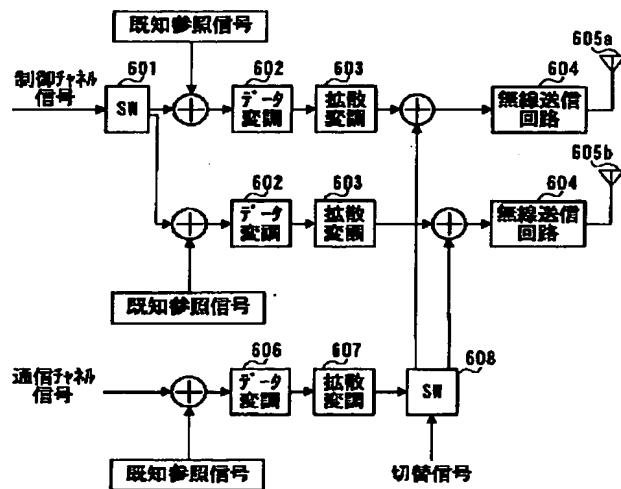 既知参照信号
605a
制御ﾁｬﾈﾙ
信号
601
SW
602
ﾃﾞｰﾀ
変調
603
拡散
変調
604
無線送信
回路
605b
602
ﾃﾞｰﾀ
変調
603
拡散
変調
604
無線送信
回路
既知参照信号
通信ﾁｬﾈﾙ
信号
606
ﾃﾞｰﾀ
変調
607
拡散
変調
608
SW
既知参照信号
切替信号